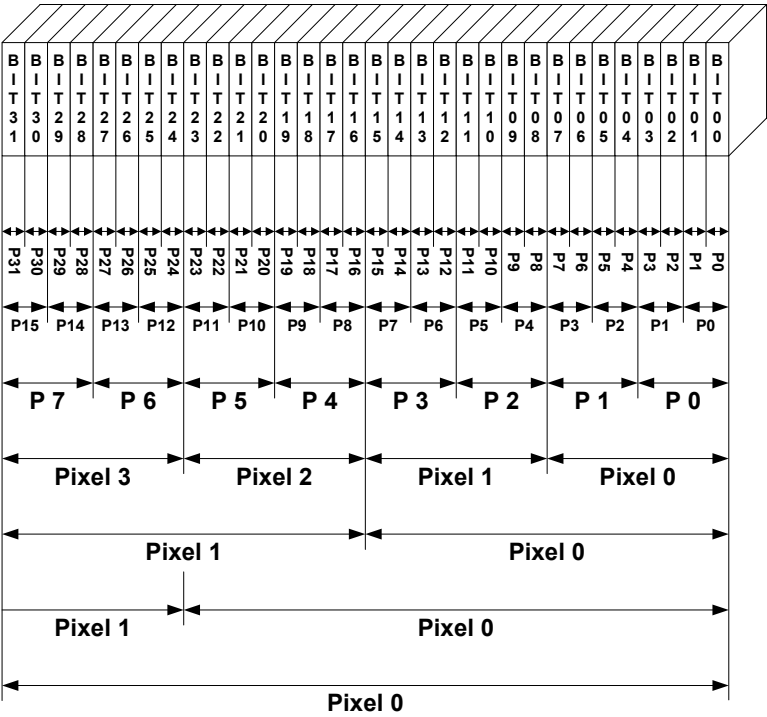 BIT31 BIT30 BIT29 BIT28 BIT27 BIT26 BIT25 BIT24 BIT23 BIT22 BIT21 BIT20 BIT19 BIT18 BIT17 BIT16 BIT15 BIT14 BIT13 BIT12 BIT11 BIT10 BIT09 BIT08 BIT07 BIT06 BIT05 BIT04 BIT03 BIT02 BIT01 BIT00
P31 P30 P29 P28 P27 P26 P25 P24 P23 P22 P21 P20 P19 P18 P17 P16 P15 P14 P13 P12 P11 P10 P9 P8 P7 P6 P5 P4 P3 P2 P1 P0
P15 P14 P13 P12 P11 P10 P9 P8 P7 P6 P5 P4 P3 P2 P1 P0
P 7 P 6 P 5 P 4 P 3 P 2 P 1 P 0
Pixel 3 Pixel 2 Pixel 1 Pixel 0
Pixel 1 Pixel 0
Pixel 1 Pixel 0
Pixel 0